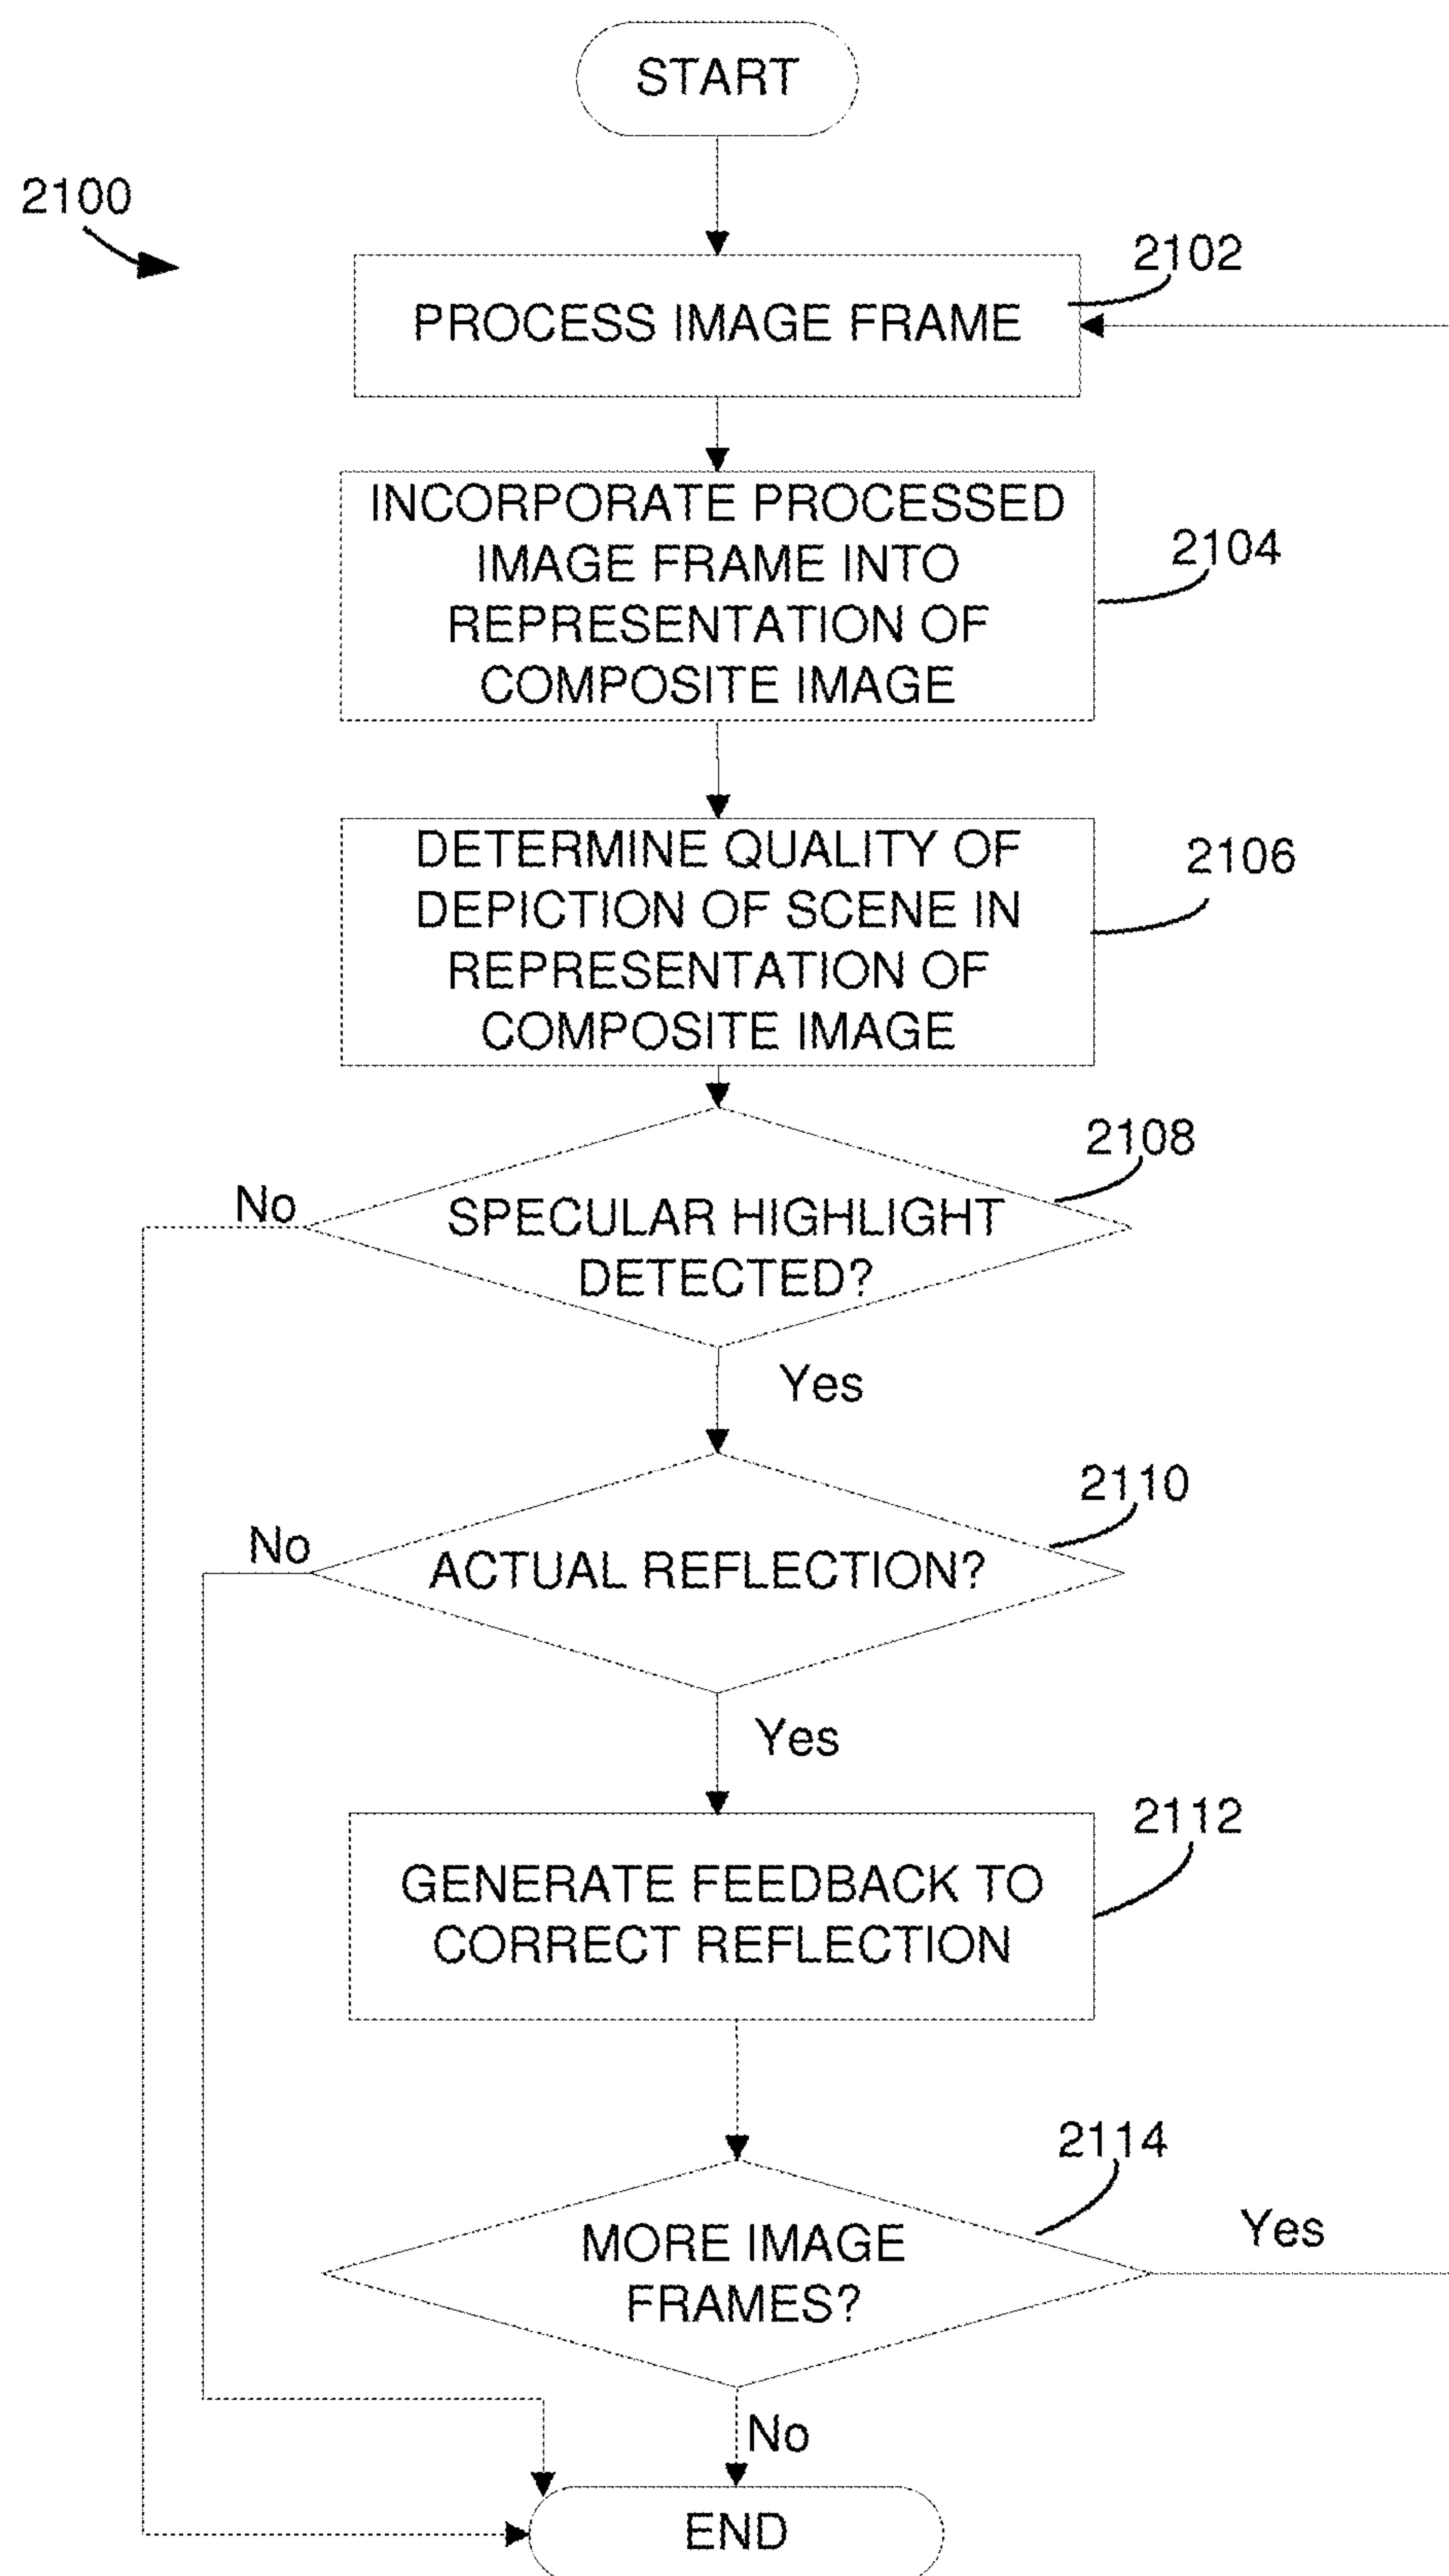 START
2100
2102
PROCESS IMAGE FRAME
INCORPORATE PROCESSED
IMAGE FRAME INTO
REPRESENTATION OF
COMPOSITE IMAGE
2104
DETERMINE QUALITY OF
DEPICTION OF SCENE IN
REPRESENTATION OF
COMPOSITE IMAGE
2106
2108
No
SPECULAR HIGHLIGHT
DETECTED?
Yes
2110
No
ACTUAL REFLECTION?
Yes
2112
GENERATE FEEDBACK TO
CORRECT REFLECTION
2114
MORE IMAGE
FRAMES?
Yes
No
END